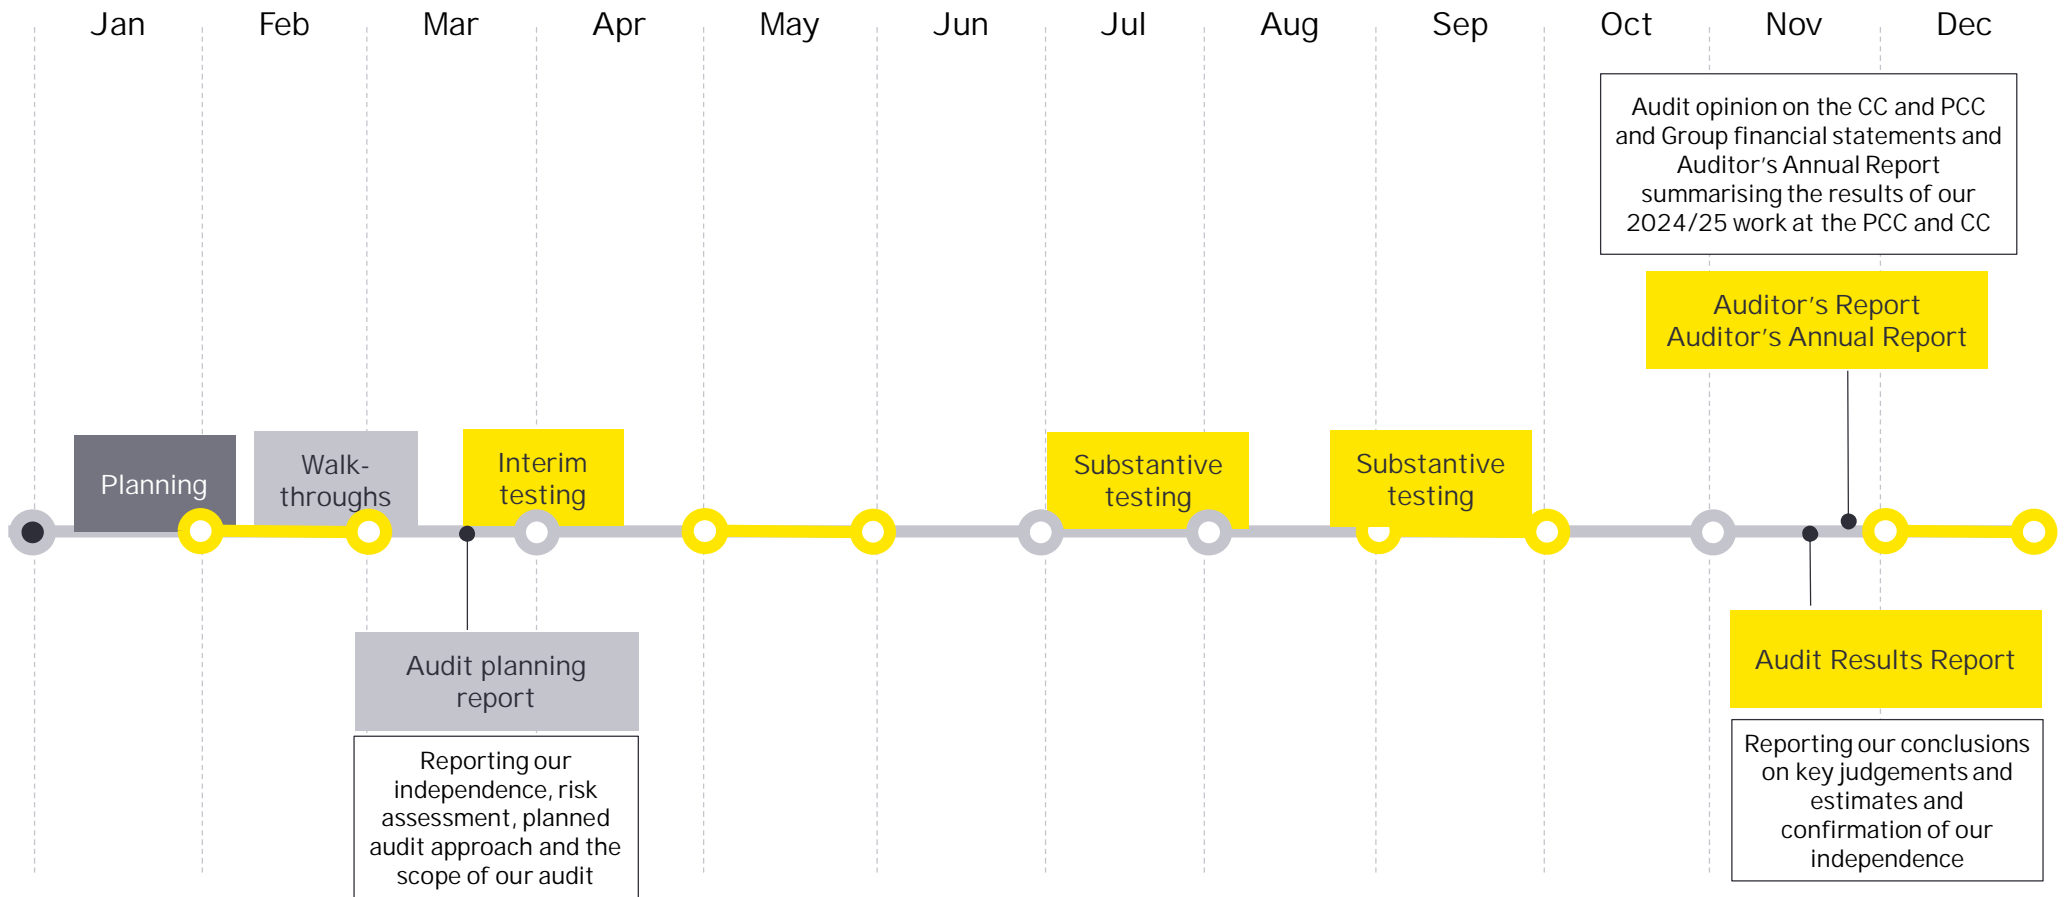 Jan Feb Mar Apr May Jun Jul Aug Sep Oct Nov Dec
Audit opinion on the CC and PCC
and Group financial statements and
Auditor's Annual Report
summarising the results of our
2024/25 work at the PCC and CC
Auditor's Report
Auditor's Annual Report
Planning
Walk-
throughs
Interim
testing
Substantive
testing
Substantive
testing
Audit planning
report
Reporting our
independence, risk
assessment, planned
audit approach and the
scope of our audit
Audit Results Report
Reporting our conclusions
on key judgements and
estimates and
confirmation of our
independence